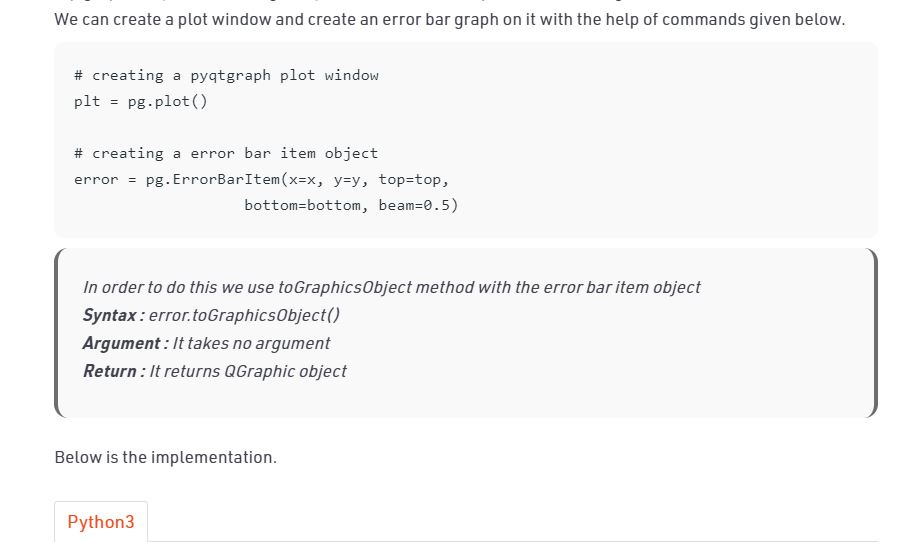 We can create a plot window and create an error bar graph on it with the help of commands given below.
# creating a pyqtgraph plot window
plt = pg.plot()
# creating a error bar item object
error = pg.ErrorBarItem(x=x, y=y, top=top,
bottom=bottom, beam=0.5)
In order to do this we use toGraphicsObject method with the error bar item object
Syntax : error.toGraphicsObject()
Argument : It takes no argument
Return : It returns QGraphic object
Below is the implementation.
Python3